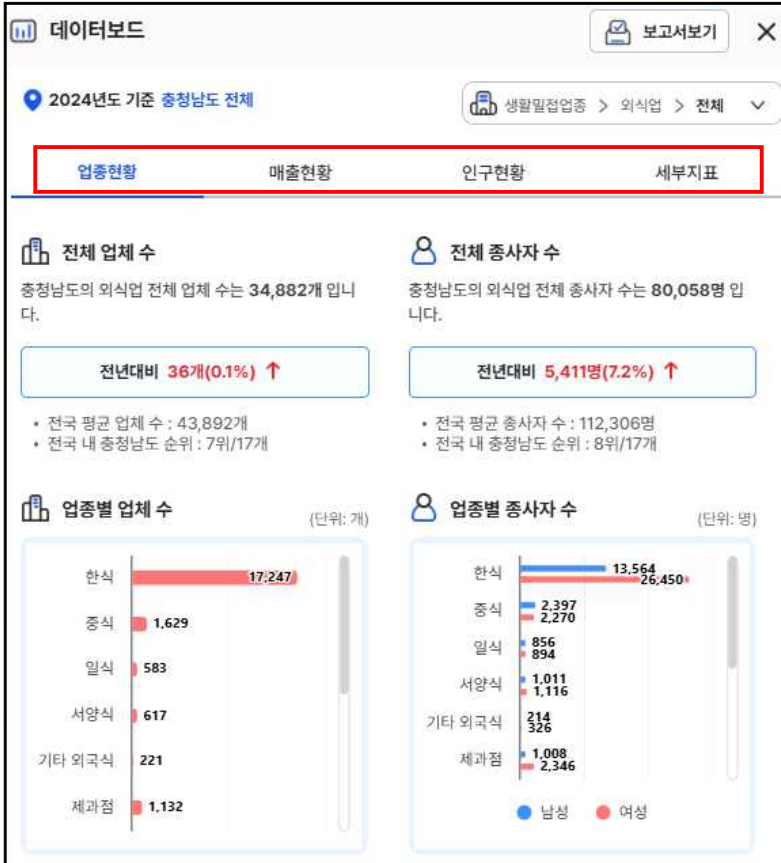 데이터보드
보고서보기
2024년도 기준 충청남도 전체
생활밀접업종 > 외식업 > 전체
업종현황 매출현황 인구현황 세부지표
전체 업체 수
충청남도의 외식업 전체 업체 수는 34,882개 입니
다.
전년대비 36개(0.1%) ↑
• 전국 평균 업체 수 : 43,892개
• 전국 내 충청남도 순위 : 7위/17개
전체 종사자 수
충청남도의 외식업 전체 종사자 수는 80,058명 입
니다.
전년대비 5,411명(7.2%) ↑
• 전국 평균 종사자 수 : 112,306명
• 전국 내 충청남도 순위 : 8위/17개
업종별 업체 수
(단위: 개)
한식 17,247
중식 1,629
일식 583
서양식 617
기타 외국식 221
제과점 1,132
업종별 종사자 수
(단위: 명)
한식 13,564
26,450
중식 2,397
2,270
일식 856
894
서양식 1,011
1,116
기타 외국식 214
326
제과점 1,008
2,346
남성 여성